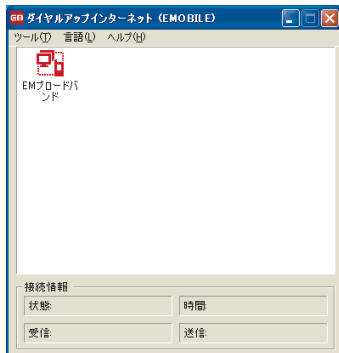 EM ダイヤルアップインターネット (EMOBILE)
ツール(T) 言語(L) ヘルプ(H)
EMブロードバ
ンド
接続情報
状態:
時間:
受信:
送信: